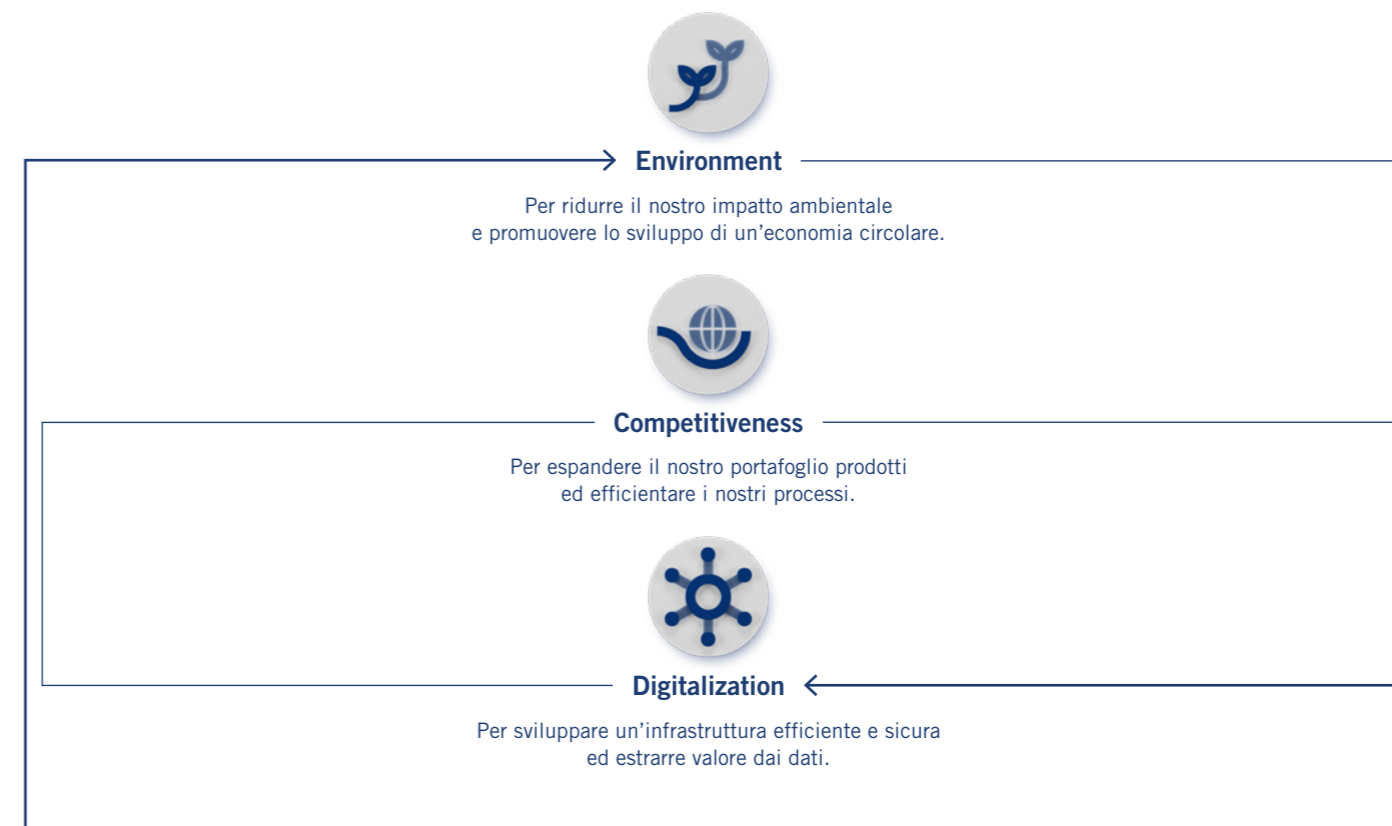 Environment
Per ridurre il nostro impatto ambientale
e promuovere lo sviluppo di un’economia circolare.
Competitiveness
Per espandere il nostro portafoglio prodotti
ed efficientare i nostri processi.
Digitalization
Per sviluppare un’infrastruttura efficiente e sicura
ed estrarre valore dai dati.